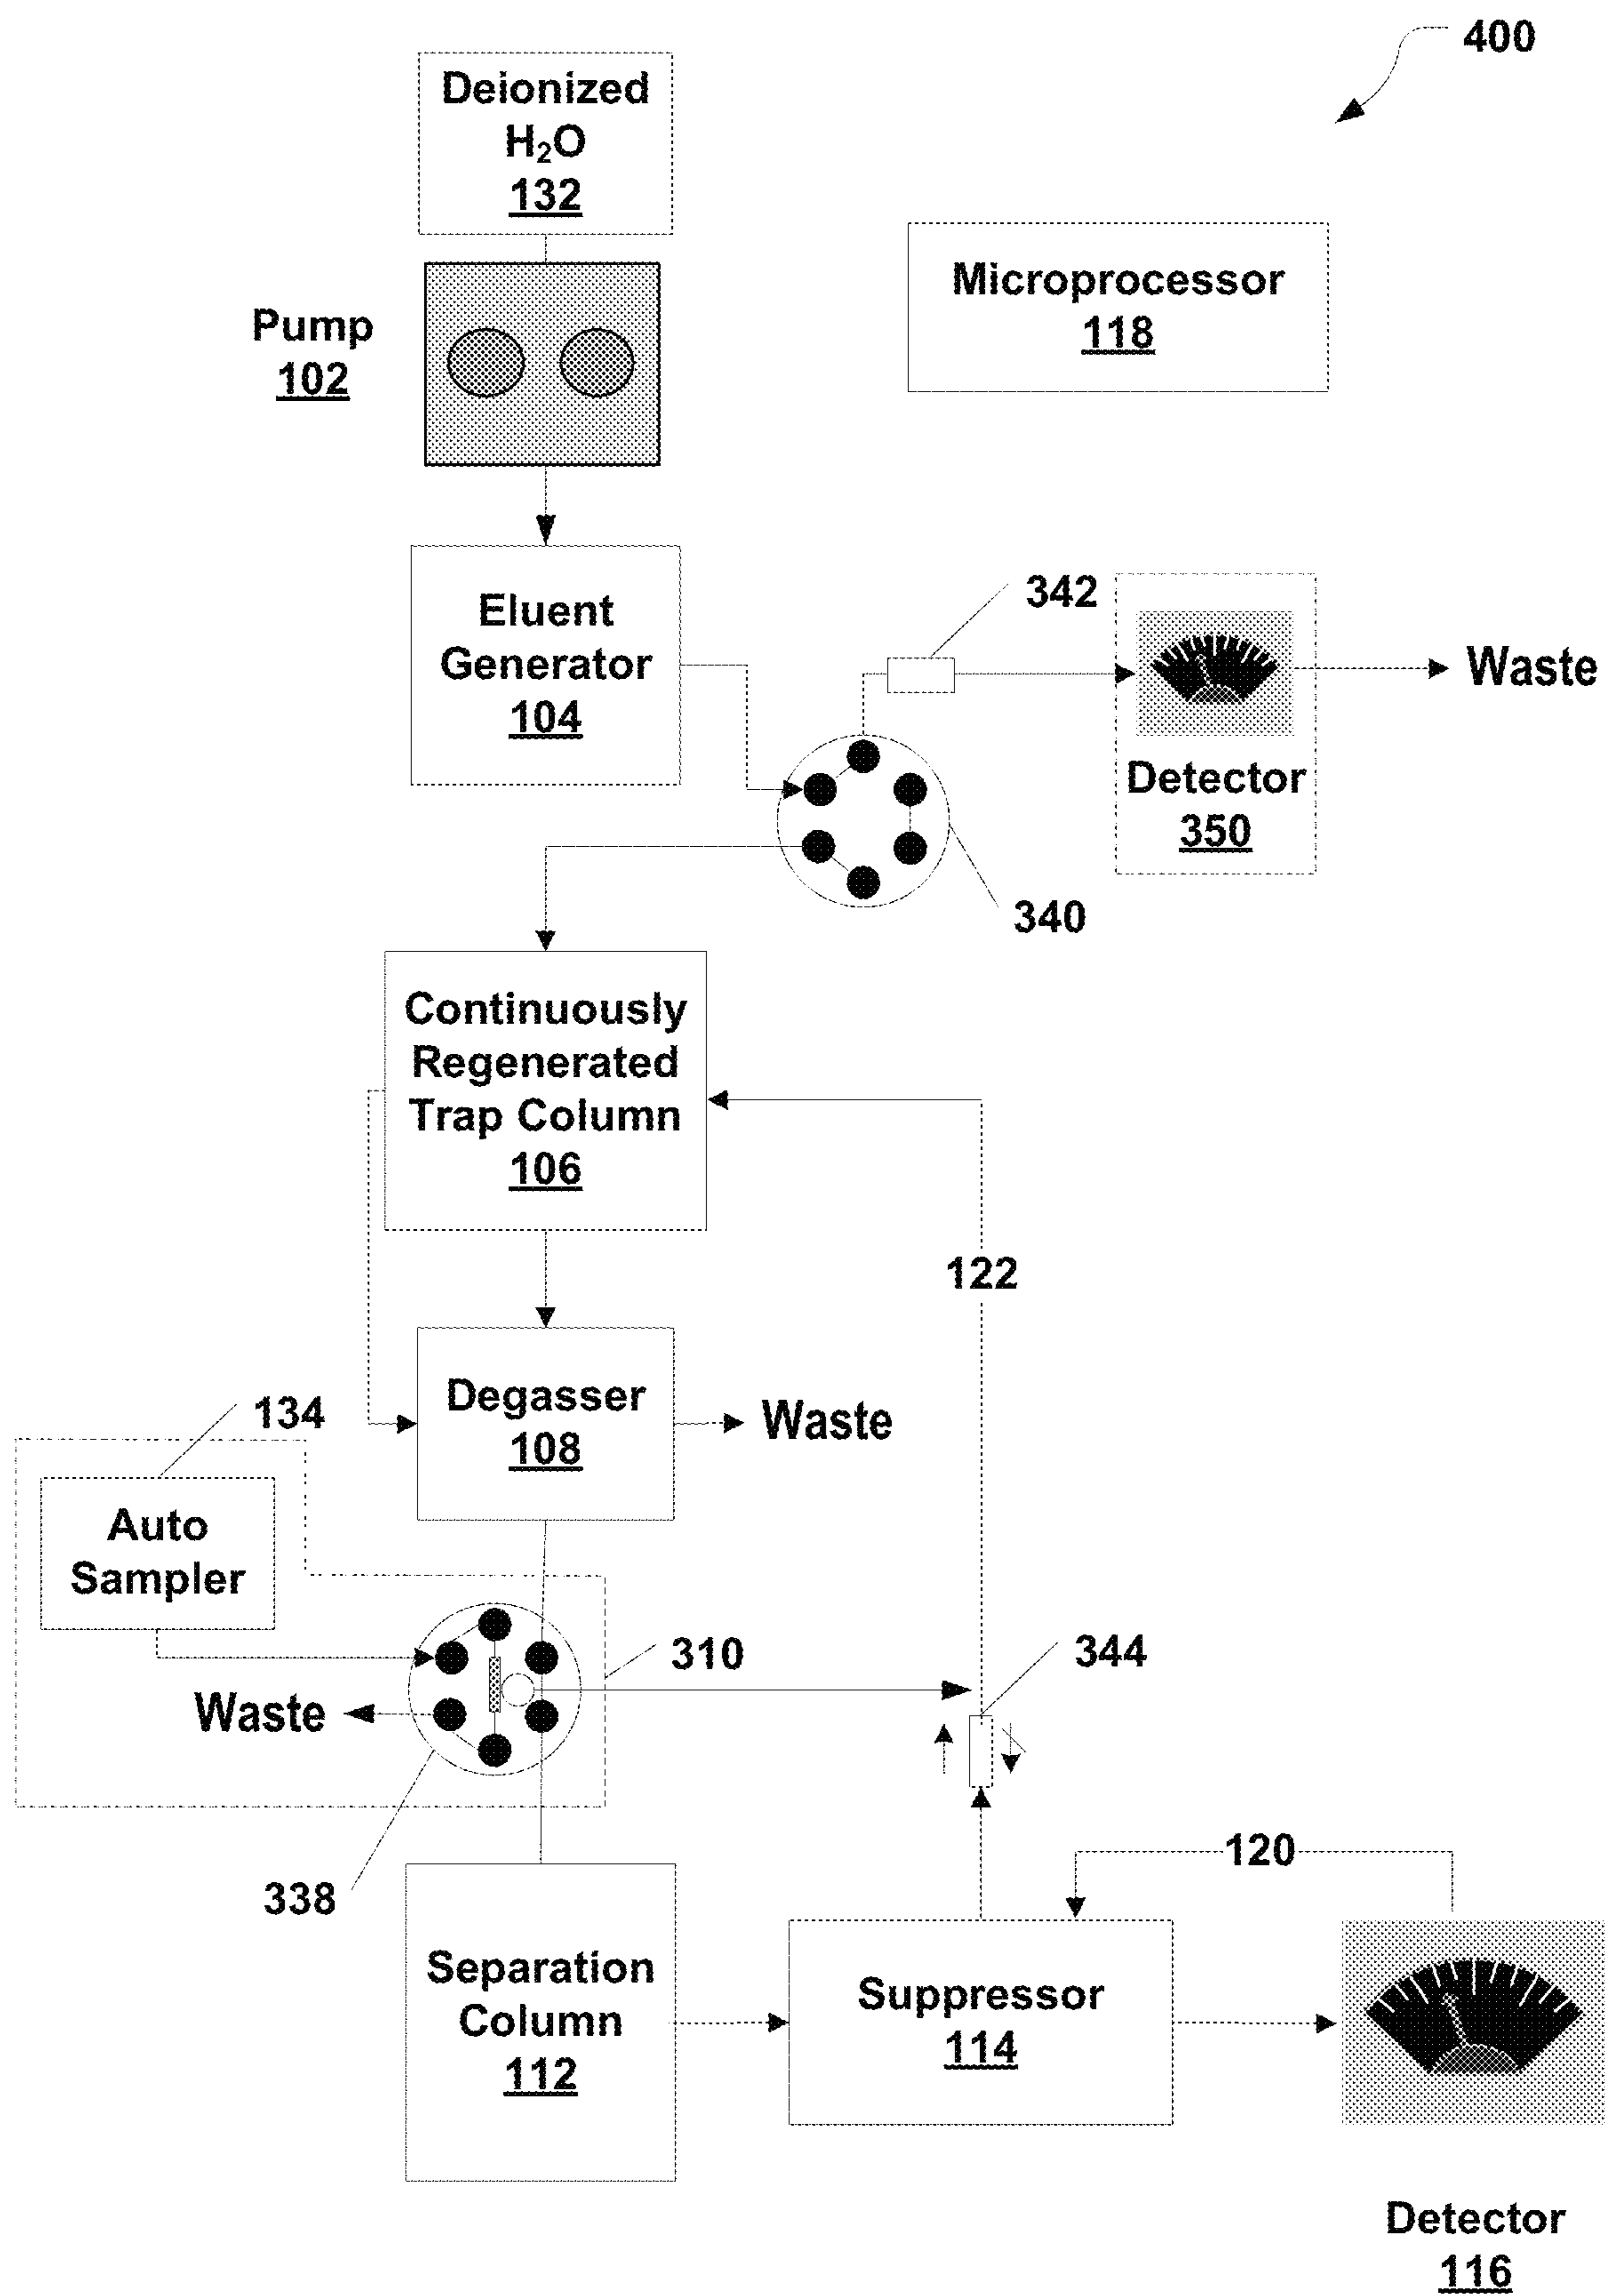 400
Deionized
H₂O
132
Microprocessor
118
Pump
102
342
Eluent
Generator
104
Waste
Detector
350
340
Continuously
Regenerated
Trap Column
106
122
134
Degasser
108
Waste
Auto
Sampler
310
344
Waste
338
120
Separation
Column
112
Suppressor
114
Detector
116